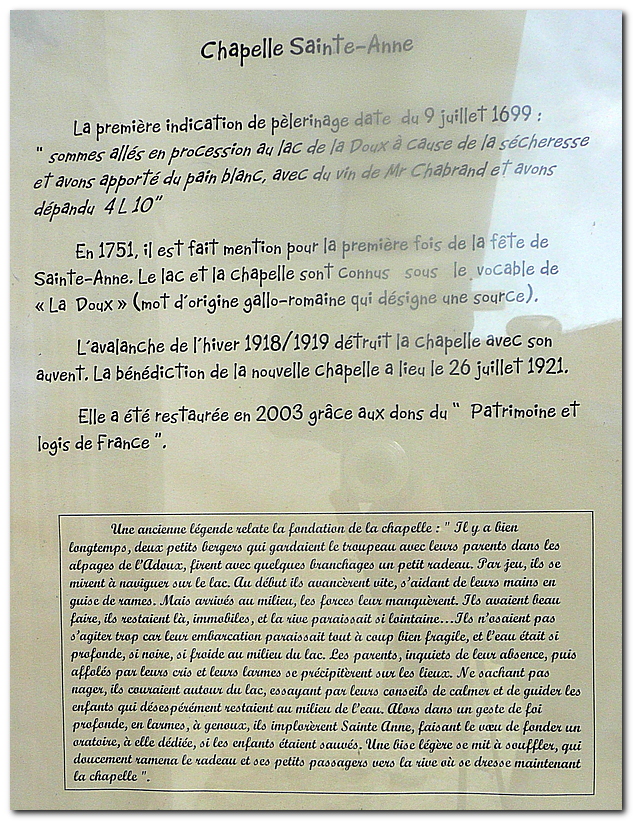 Chapelle Sainte-Anne
La première indication de pèlerinage date du 9 juillet 1699 :
" sommes allés en procession au lac de la Doux à cause de la sécheresse
et avons apporté du pain blanc, avec du vin de Mr Chabrand et avons
dépandu 4 L 10"
En 1751, il est fait mention pour la première fois de la fête de
Sainte-Anne. Le lac et la chapelle sont connus sous le vocable de
« La Doux » (mot d'origine gallo-romaine qui désigne une source).
L'avalanche de l'hiver 1918/1919 détruit la chapelle avec son
auvent. La bénédiction de la nouvelle chapelle a lieu le 26 juillet 1921.
Elle a été restaurée en 2003 grâce aux dons du " Patrimoine et
logis de France ".
Une ancienne légende relate la fondation de la chapelle : " Il y a bien
longtemps, deux petits bergers qui gardaient le troupeau avec leurs parents dans les
alpages de l'Adoux, firent avec quelques branchages un petit radeau. Par jeu, ils se
mirent à naviguer sur le lac. Au début ils avancèrent vite, s'aidant de leurs mains en
guise de rames. Mais arrivés au milieu, les forces leur manquèrent. Ils avaient beau
faire, ils restaient là, immobiles, et la rive paraissait si lointaine...Ils n'osaient pas
s'agiter trop car leur embarcation paraissait tout à coup bien fragile, et l'eau était si
profonde, si noire, si froide au milieu du lac. Les parents, inquiets de leur absence, puis
affolés par leurs cris et leurs larmes se précipitèrent sur les lieux.. Ne sachant pas
nager, ils couraient autour du lac, essayant par leurs conseils de calmer et de guider les
enfants qui désespérément restaient au milieu de l'eau. Alors dans un geste de foi
profonde, en larmes, à genoux, ils implorèrent Sainte Anne, faisant le vœu de fonder un
oratoire, à elle dédiée, si les enfants étaient sauvés. Une bise légère se mit à souffler, qui
doucement ramena le radeau et ses petits passagers vers la rive où se dresse maintenant
la chapelle ".